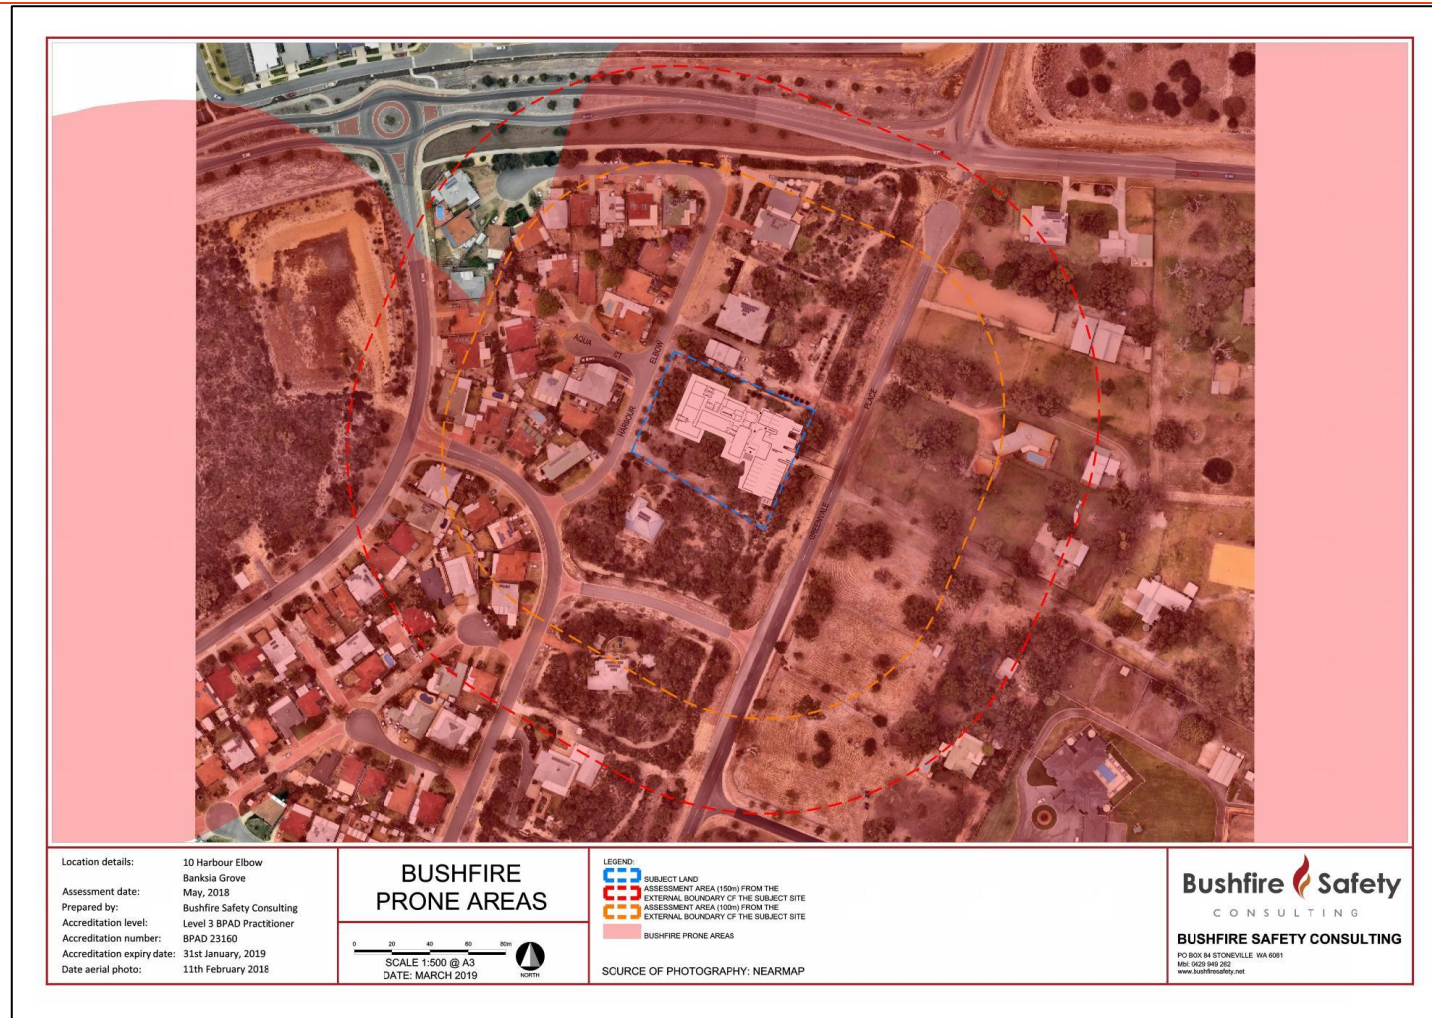 AQUA
CT
ELBOW
HARBOUR
PLACE
GREENVALE
Location details: 10 Harbour Elbow
Banksia Grove
Assessment date: May, 2018
Prepared by: Bushfire Safety Consulting
Accreditation level: Level 3 BPAD Practitioner
Accreditation number: BPAD 23160
Accreditation expiry date: 31st January, 2019
Date aerial photo: 11th February 2018
BUSHFIRE
PRONE AREAS
0 20 40 60 80m
SCALE 1:500 @ A3
DATE: MARCH 2019
NORTH
LEGEND:
SUBJECT LAND
ASSESSMENT AREA (150m) FROM THE
EXTERNAL BOUNDARY OF THE SUBJECT SITE
ASSESSMENT AREA (100m) FROM THE
EXTERNAL BOUNDARY OF THE SUBJECT SITE
BUSHFIRE PRONE AREAS
SOURCE OF PHOTOGRAPHY: NEARMAP
Bushfire Safety
CONSULTING
BUSHFIRE SAFETY CONSULTING
PO BOX 84 STONEVILLE WA 6081
Mbl: 0429 949 262
www.bushfiresafety.net